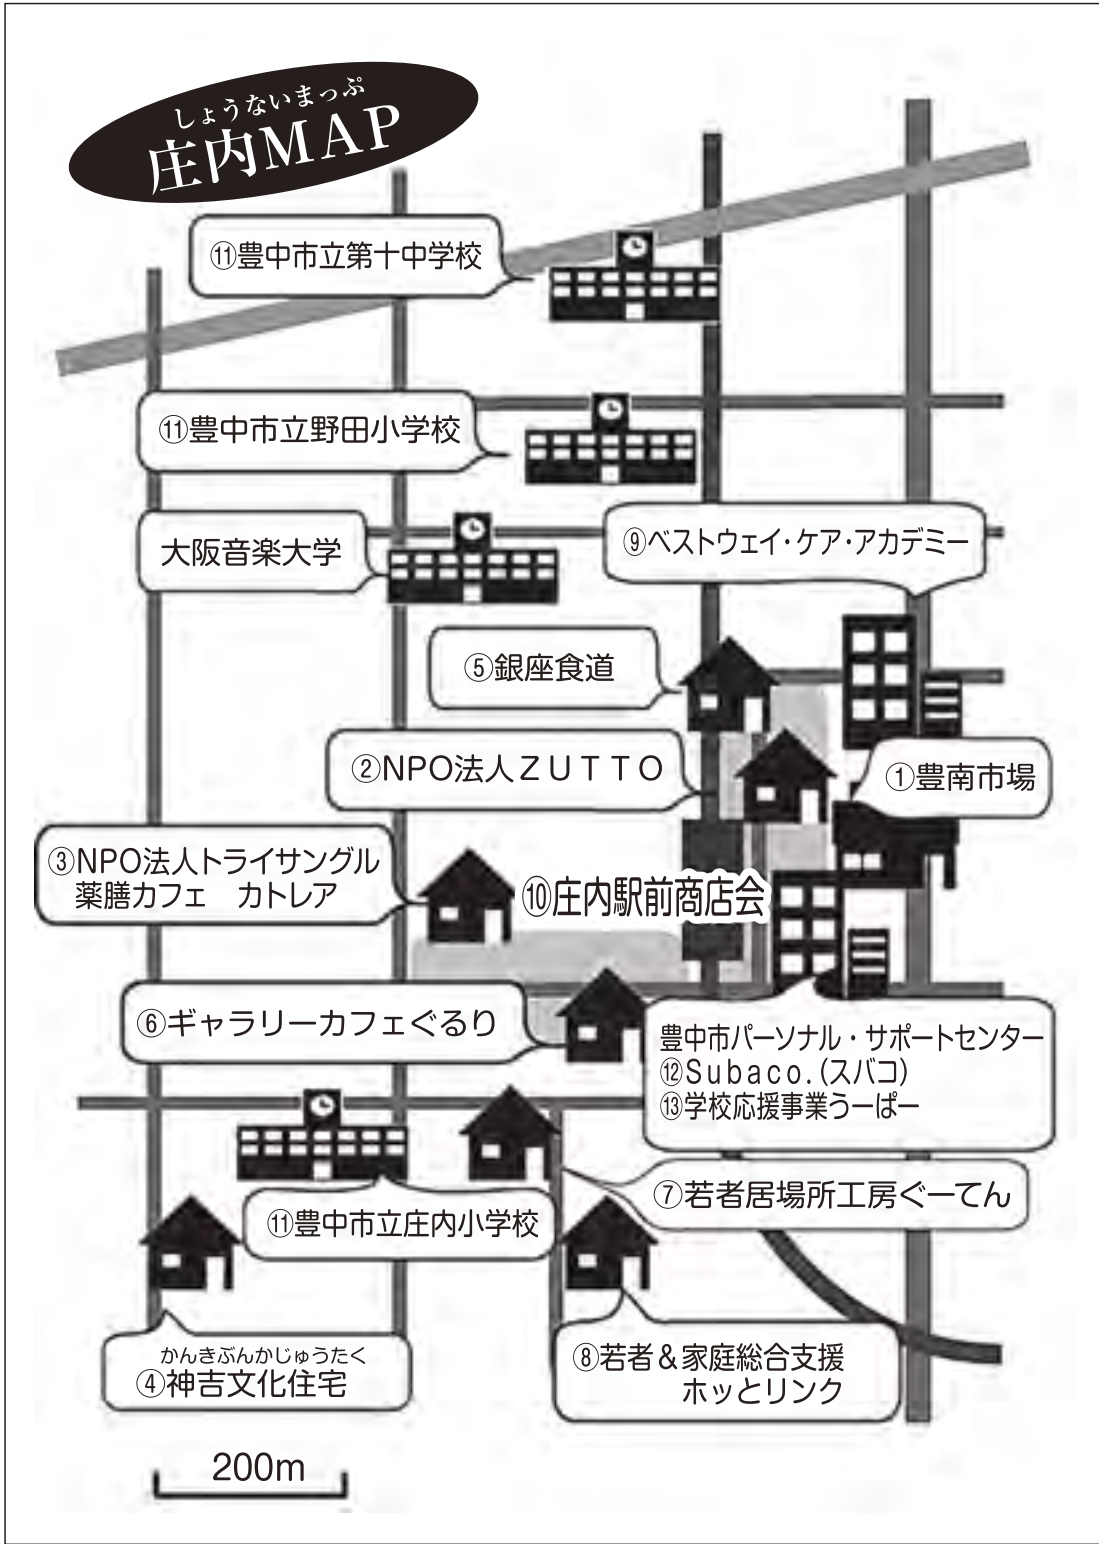 しょうないまっぷ
庄内MAP
⑪豊中市立第十中学校
⑪豊中市立野田小学校
大阪音楽大学
⑨ベストウェイ・ケア・アカデミー
⑤銀座食道
②NPO法人ZUTTO
①豊南市場
③NPO法人トライサングル
薬膳カフェ　カトレア
⑩庄内駅前商店会
⑥ギャラリーカフェぐるり
豊中市パーソナル・サポートセンター
⑫Subaco.(スバコ)
⑬学校応援事業うーぱー
⑦若者居場所工房ぐーてん
⑪豊中市立庄内小学校
かんきぶんかじゅうたく
④神吉文化住宅
⑧若者&家庭総合支援
ホッとリンク
200m